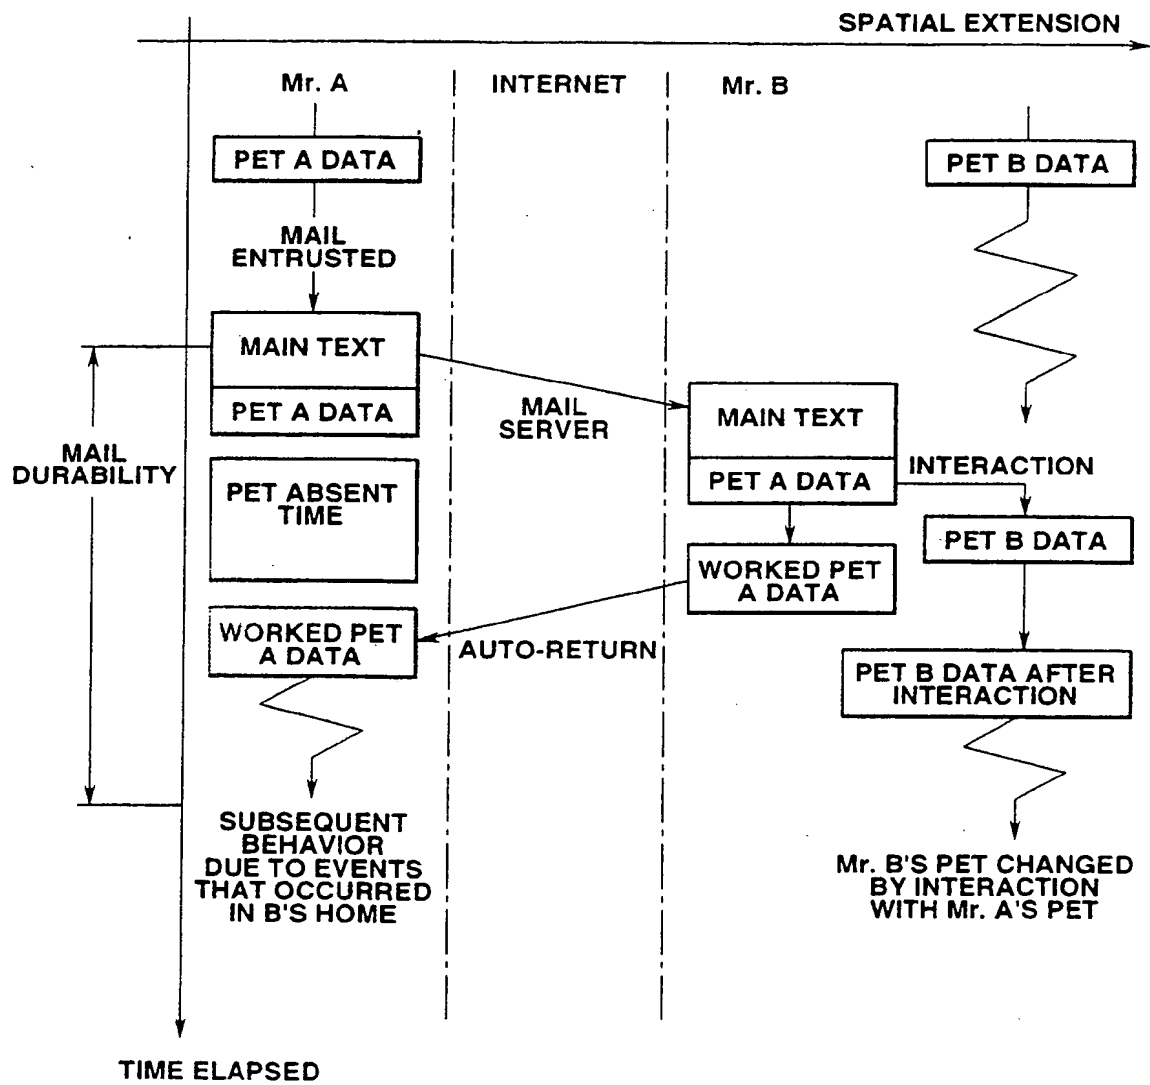 SPATIAL EXTENSION
Mr. A
INTERNET
Mr. B
PET A DATA
PET B DATA
MAIL
ENTRUSTED
MAIN TEXT
PET A DATA
MAIL
SERVER
MAIN TEXT
PET A DATA
INTERACTION
MAIL
DURABILITY
PET ABSENT
TIME
PET B DATA
WORKED PET
A DATA
WORKED PET
A DATA
AUTO-RETURN
PET B DATA AFTER
INTERACTION
SUBSEQUENT
BEHAVIOR
DUE TO EVENTS
THAT OCCURRED
IN B'S HOME
Mr. B'S PET CHANGED
BY INTERACTION
WITH Mr. A'S PET
TIME ELAPSED